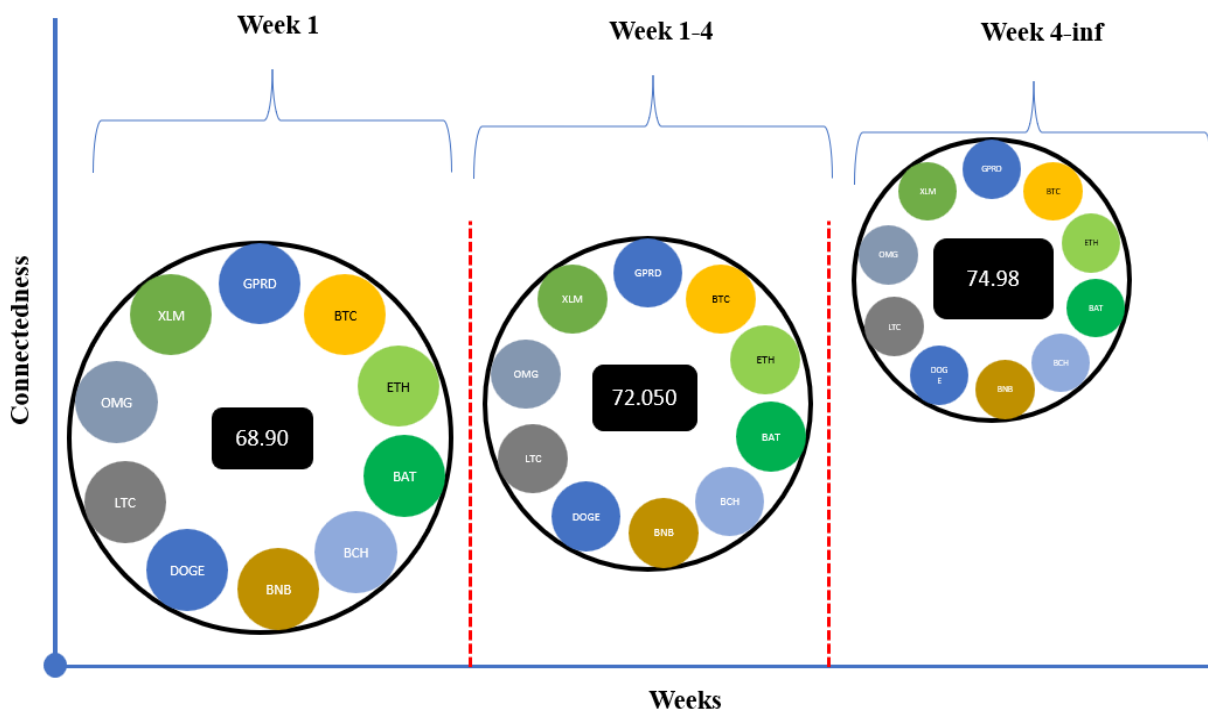 Week 1
Week 1-4
Week 4-inf
Connectedness
GPRD
BTC
ETH
BAT
BCH
BNB
DOGE
LTC
OMG
XLM
68.90
GPRD
BTC
ETH
BAT
BCH
BNB
DOGE
LTC
OMG
XLM
72.050
GPRD
BTC
ETH
BAT
BCH
BNB
DOG
E
LTC
OMG
XLM
74.98
Weeks